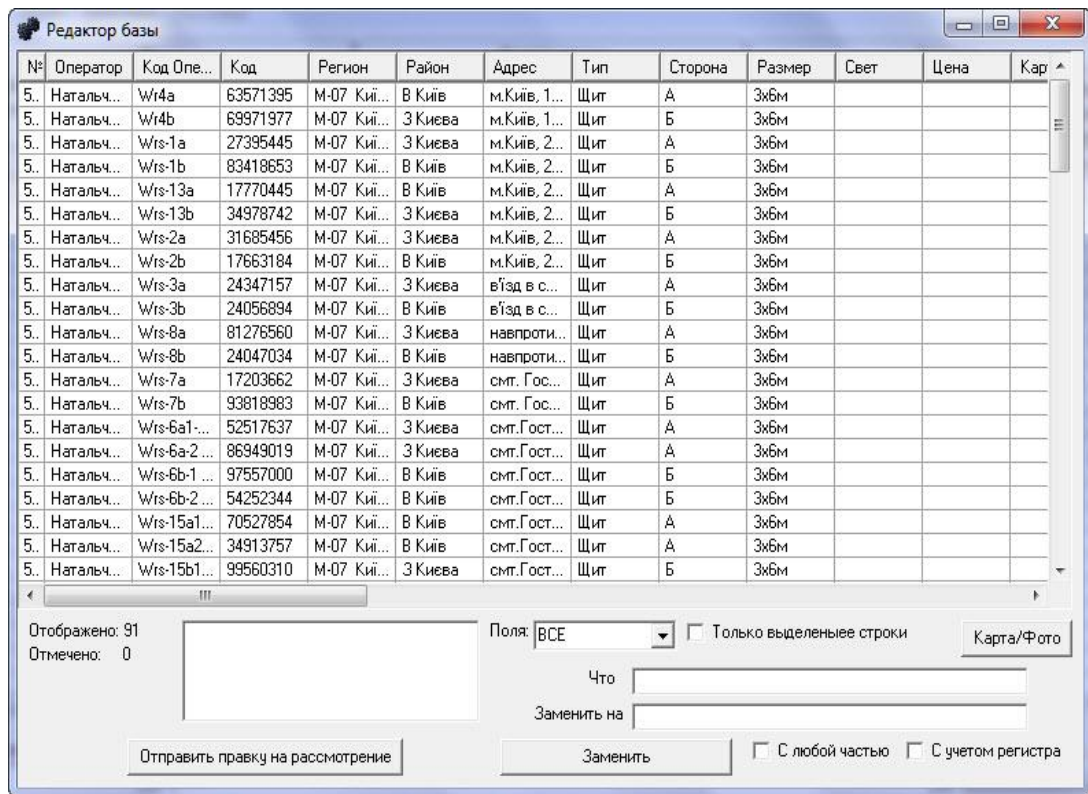 Редактор базы
№ Оператор Код Опе... Код Регион Район Адрес Тип Сторона Размер Свет Цена Кар
5.. Натальч... Wr4a 63571395 М-07 Киї... В Київ м.Київ, 1... Щит А 3х6м
5.. Натальч... Wr4b 69971977 М-07 Киї... З Києва м.Київ, 1... Щит Б 3х6м
5.. Натальч... Wrs-1a 27395445 М-07 Киї... З Києва м.Київ, 2... Щит А 3х6м
5.. Натальч... Wrs-1b 83418653 М-07 Киї... В Київ м.Київ, 2... Щит Б 3х6м
5.. Натальч... Wrs-13a 17770445 М-07 Киї... В Київ м.Київ, 2... Щит А 3х6м
5.. Натальч... Wrs-13b 34978742 М-07 Киї... З Києва м.Київ, 2... Щит Б 3х6м
5.. Натальч... Wrs-2a 31685456 М-07 Киї... З Києва м.Київ, 2... Щит А 3х6м
5.. Натальч... Wrs-2b 17663184 М-07 Киї... В Київ м.Київ, 2... Щит Б 3х6м
5.. Натальч... Wrs-3a 24347157 М-07 Киї... З Києва в'їзд в с... Щит А 3х6м
5.. Натальч... Wrs-3b 24056894 М-07 Киї... В Київ в'їзд в с... Щит Б 3х6м
5.. Натальч... Wrs-8a 81276560 М-07 Киї... З Києва навпроти... Щит А 3х6м
5.. Натальч... Wrs-8b 24047034 М-07 Киї... В Київ навпроти... Щит Б 3х6м
5.. Натальч... Wrs-7a 17203662 М-07 Киї... З Києва смт. Гос... Щит А 3х6м
5.. Натальч... Wrs-7b 93818983 М-07 Киї... В Київ смт. Гос... Щит Б 3х6м
5.. Натальч... Wrs-6a1-... 52517637 М-07 Киї... З Києва смт.Гост... Щит А 3х6м
5.. Натальч... Wrs-6a-2 ... 86949019 М-07 Киї... З Києва смт.Гост... Щит А 3х6м
5.. Натальч... Wrs-6b-1 ... 97557000 М-07 Киї... В Київ смт.Гост... Щит Б 3х6м
5.. Натальч... Wrs-6b-2 ... 54252344 М-07 Киї... В Київ смт.Гост... Щит Б 3х6м
5.. Натальч... Wrs-15a1... 70527854 М-07 Киї... В Київ смт.Гост... Щит А 3х6м
5.. Натальч... Wrs-15a2... 34913757 М-07 Киї... В Київ смт.Гост... Щит А 3х6м
5.. Натальч... Wrs-15b1... 99560310 М-07 Киї... З Києва смт.Гост... Щит Б 3х6м
Отображено: 91 Поля: ВСЕ Только выделеныее строки Карта/Фото
Отмечено: 0
Что
Заменить на
Отправить правку на рассмотрение Заменить С любой частью С учетом регистра